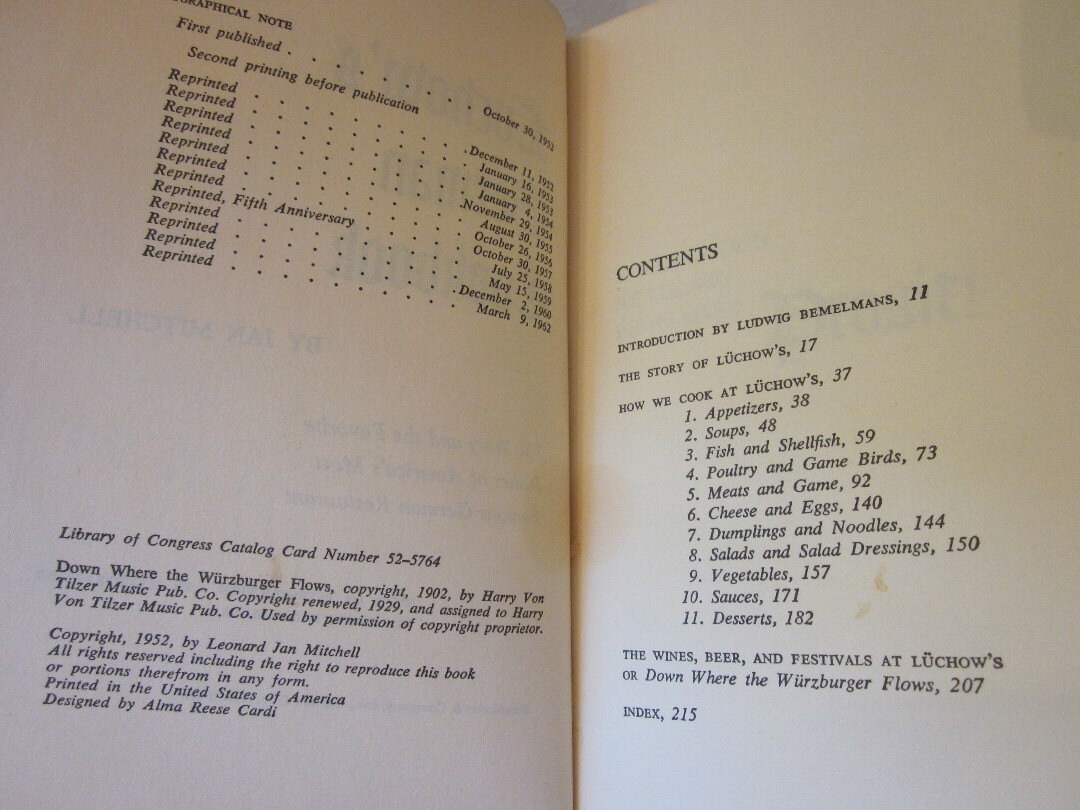 GRAPHICAL NOTE
First published . . . . . . . . . October 30, 1952
Second printing before publication
Reprinted . . . . . . . . . . December 11, 1952
Reprinted . . . . . . . . . . January 16, 1953
Reprinted . . . . . . . . . . January 28, 1953
Reprinted . . . . . . . . . . January 4, 1954
Reprinted . . . . . . . . . . November 29, 1954
Reprinted . . . . . . . . . . August 30, 1955
Reprinted . . . . . . . . . . October 26, 1956
Reprinted, Fifth Anniversary . . . . October 30, 1957
Reprinted . . . . . . . . . . July 25, 1958
Reprinted . . . . . . . . . . May 15, 1959
Reprinted . . . . . . . . . . December 2, 1960
Reprinted . . . . . . . . . . March 9, 1962
Library of Congress Catalog Card Number 52–5764
Down Where the Würzburger Flows, copyright, 1902, by Harry Von
Tilzer Music Pub. Co. Copyright renewed, 1929, and assigned to Harry
Von Tilzer Music Pub. Co. Used by permission of copyright proprietor.
Copyright, 1952, by Leonard Jan Mitchell
All rights reserved including the right to reproduce this book
or portions therefrom in any form.
Printed in the United States of America
Designed by Alma Reese Cardi
CONTENTS
INTRODUCTION BY LUDWIG BEMELMANS, 11
THE STORY OF LÜCHOW'S, 17
HOW WE COOK AT LÜCHOW'S, 37
1. Appetizers, 38
2. Soups, 48
3. Fish and Shellfish, 59
4. Poultry and Game Birds, 73
5. Meats and Game, 92
6. Cheese and Eggs, 140
7. Dumplings and Noodles, 144
8. Salads and Salad Dressings, 150
9. Vegetables, 157
10. Sauces, 171
11. Desserts, 182
THE WINES, BEER, AND FESTIVALS AT LÜCHOW'S
OR Down Where the Würzburger Flows, 207
INDEX, 215